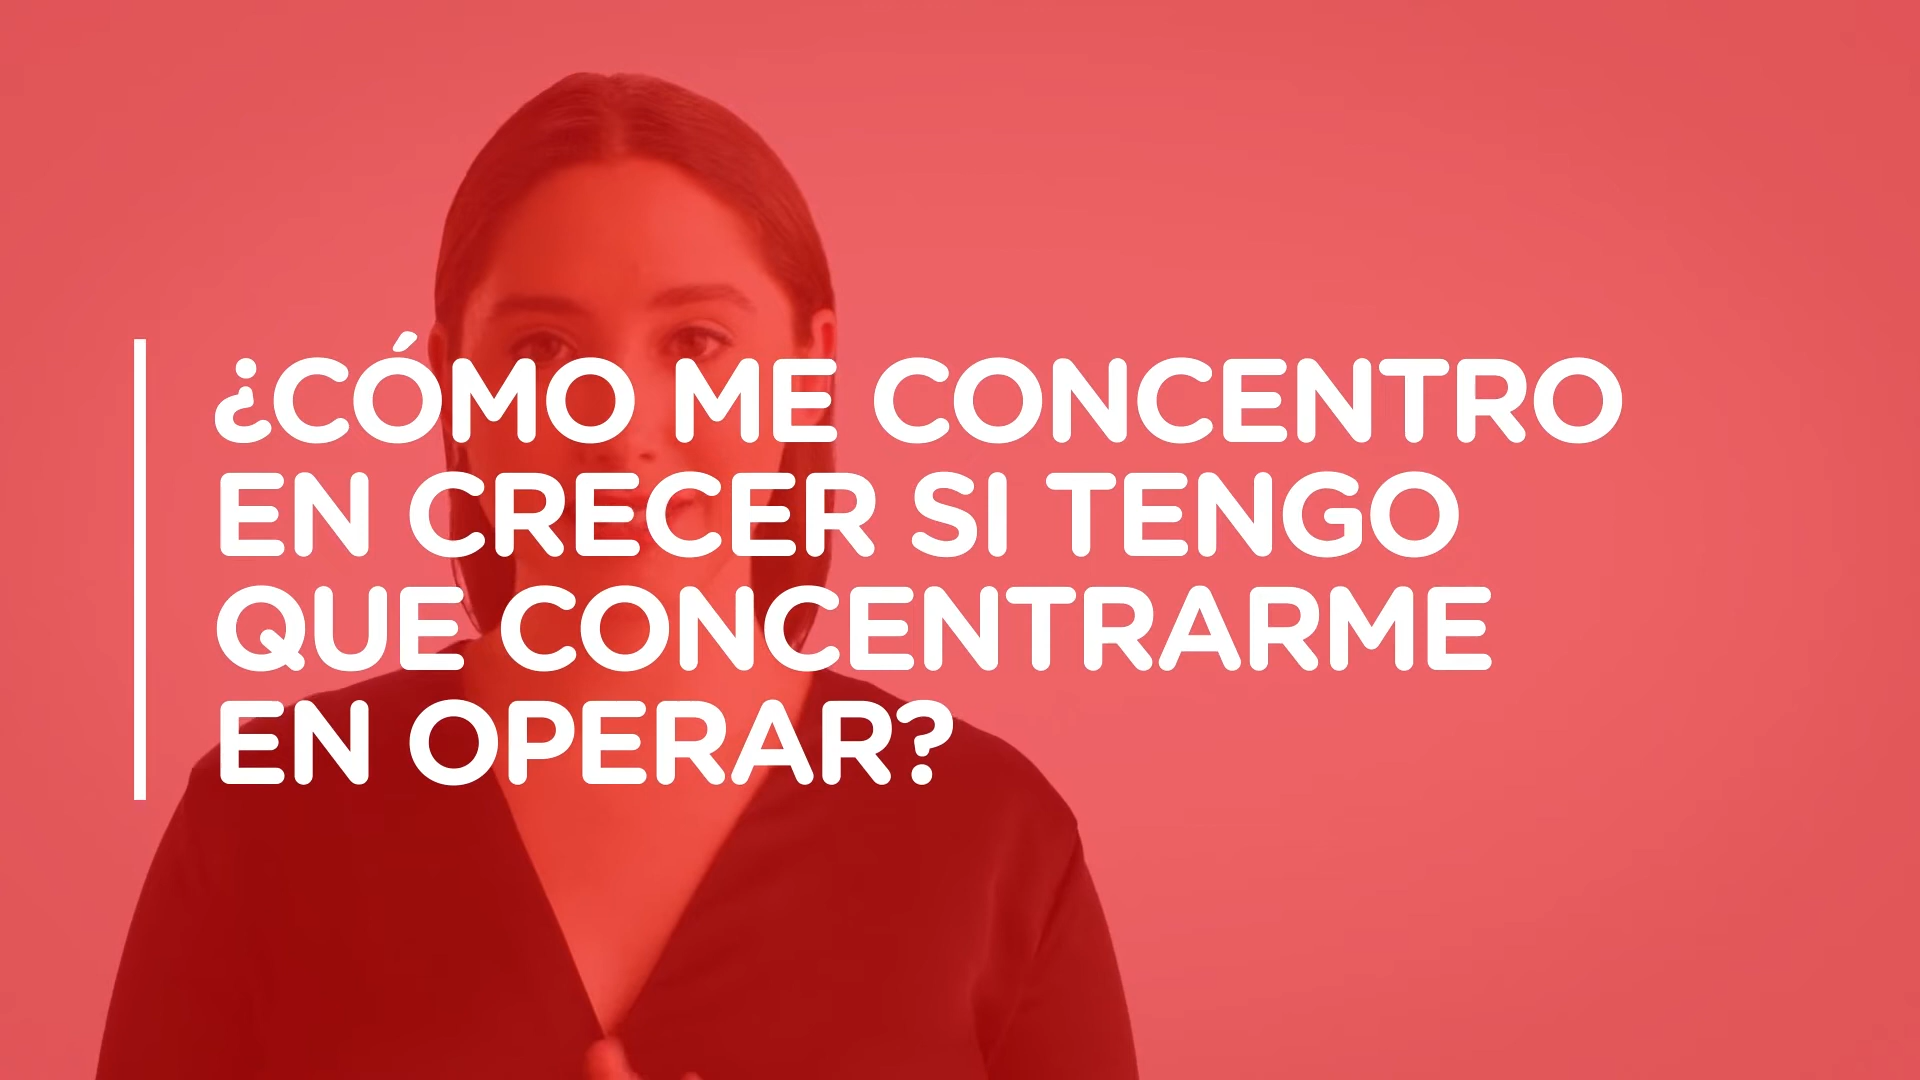 ¿CÓMO ME CONCENTRO
EN CRECER SI TENGO
QUE CONCENTRARME
EN OPERAR?